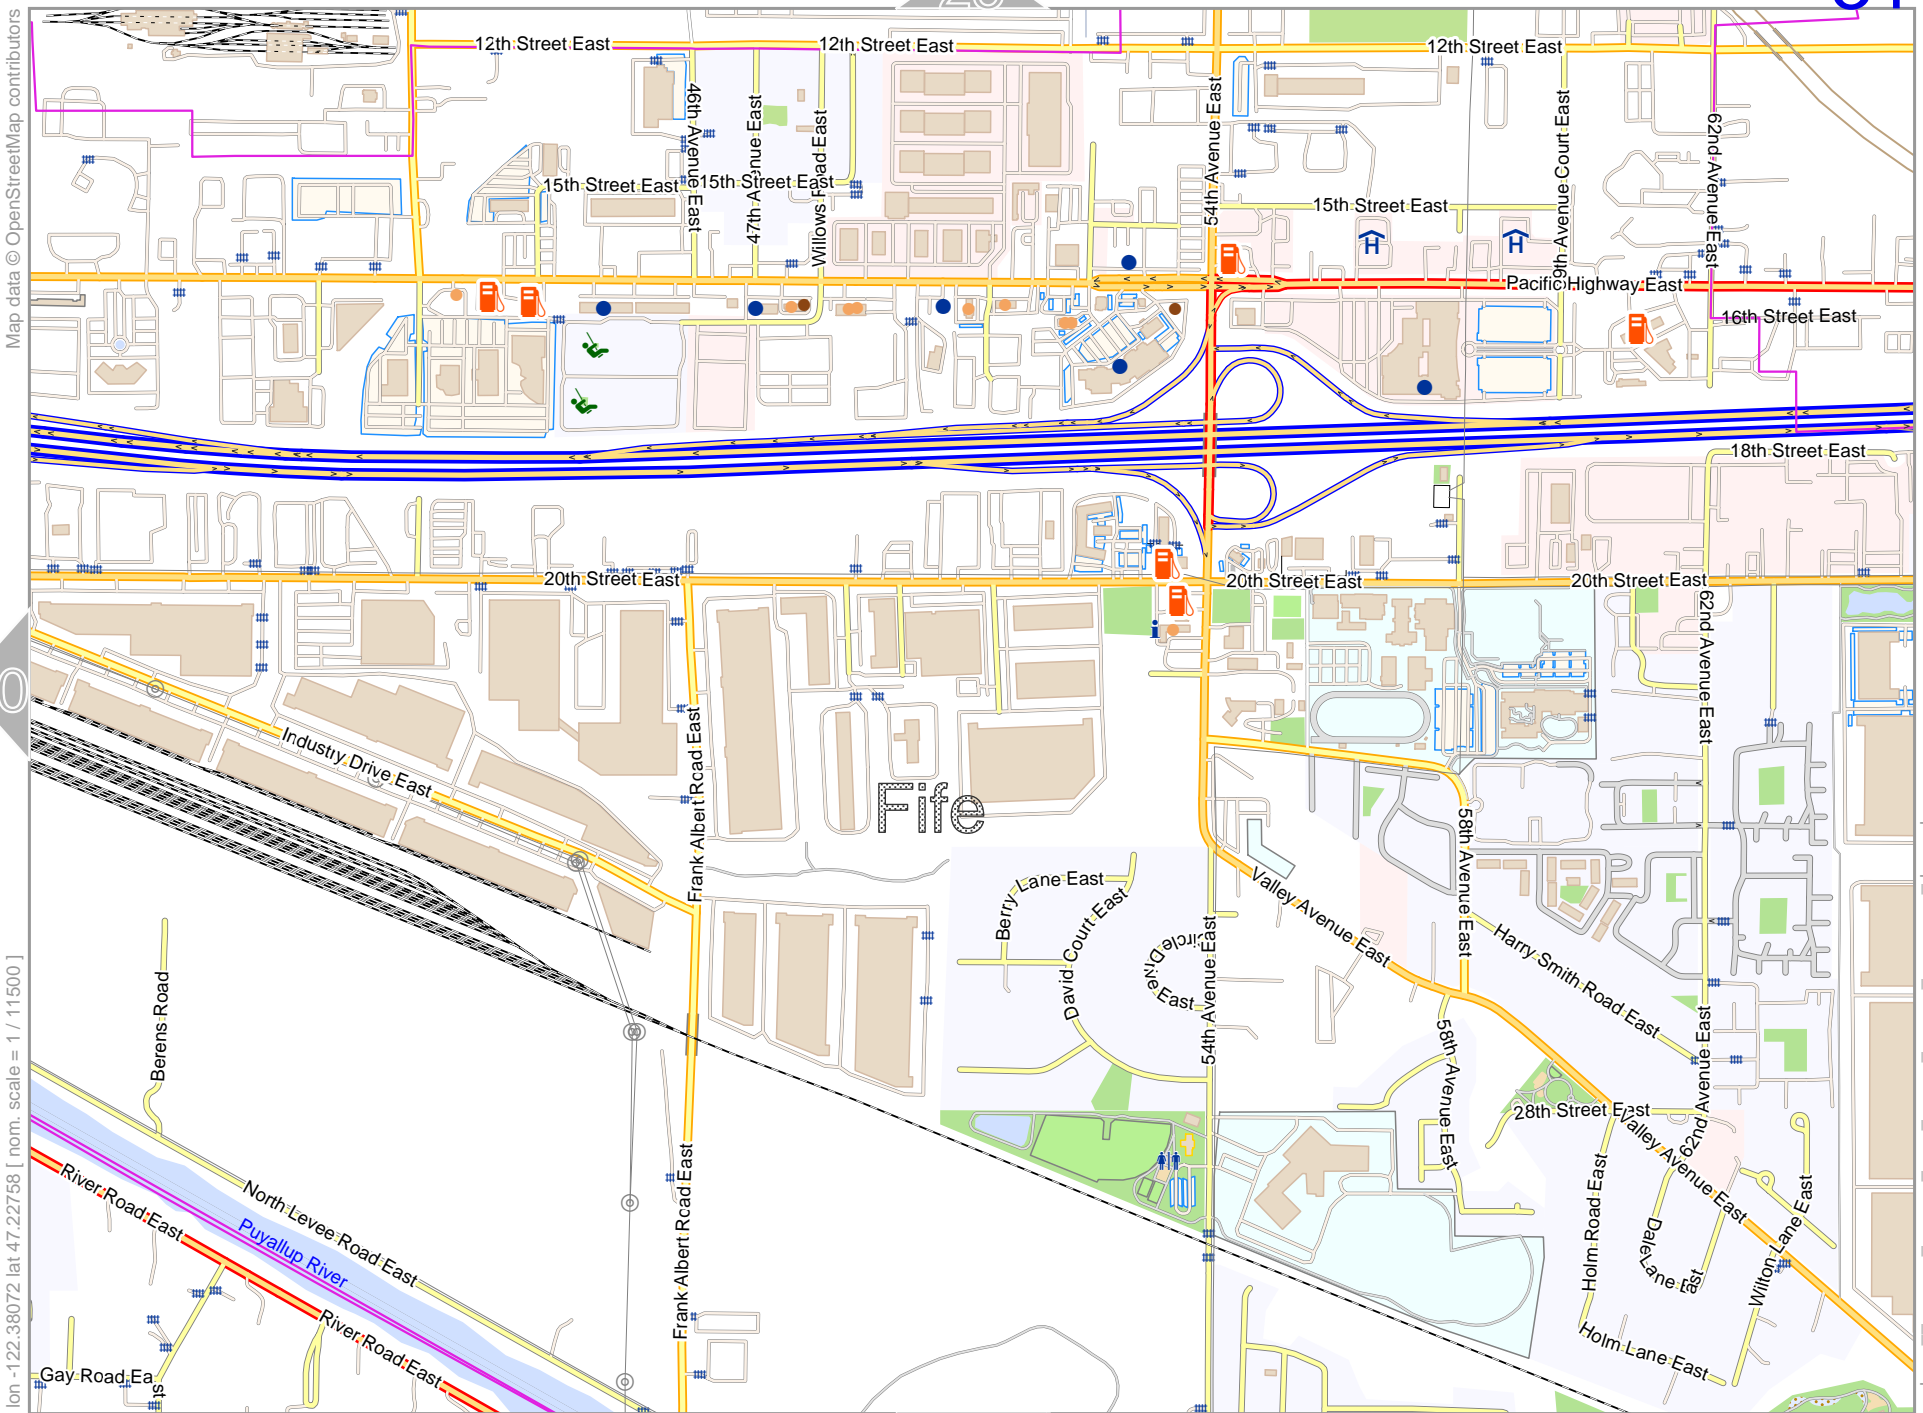 Map data © OpenStreetMap contributors
lon -122.38072 lat 47.22758 [ nom. scale = 1 / 11500 ]
12th Street East
12th Street East
12th Street East
46th Avenue East
47th Avenue East
Willows Road East
54th Avenue East
62nd Avenue East
15th Street East
15th Street East
15th Street East
Pacific Highway East
16th Street East
18th Street East
20th Street East
20th Street East
20th Street East
62nd Avenue East
Industry Drive East
Frank Albert Road East
Fife
58th Avenue East
Berry Lane East
David Court East
Circle Drive East
54th Avenue East
Valley Avenue East
Harry Smith Road East
Berens Road
58th Avenue East
62nd Avenue East
28th Street East
Valley Avenue East
Frank Albert Road East
Holm Road East
Dale Lane East
Wilton Lane East
Holm Lane East
North Levee Road East
Puyallup River
River Road East
River Road East
Gay Road East
0